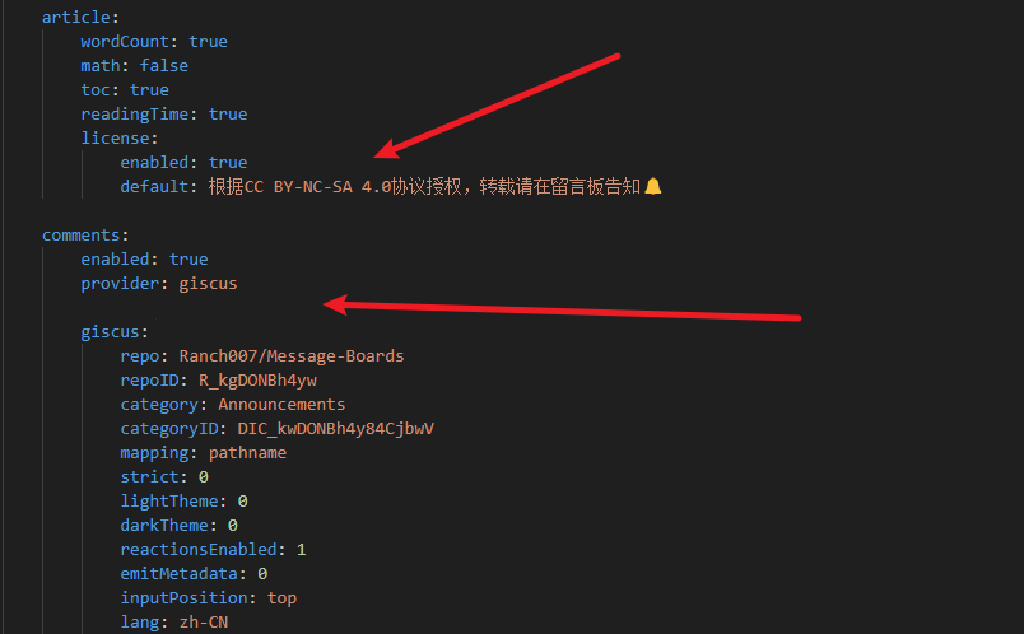 article:
wordCount: true
math: false
toc: true
readingTime: true
license:
enabled: true
default: 根据CC BY-NC-SA 4.0协议授权，转载请在留言板告知🔔
comments:
enabled: true
provider: giscus
giscus:
repo: Ranch007/Message-Boards
repoID: R_kgDONBh4yw
category: Announcements
categoryID: DIC_kwDONBh4y84CjbwV
mapping: pathname
strict: 0
lightTheme: 0
darkTheme: 0
reactionsEnabled: 1
emitMetadata: 0
inputPosition: top
lang: zh-CN